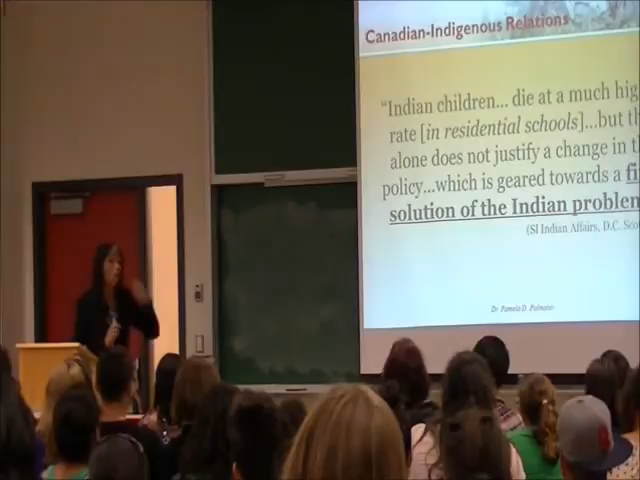 Canadian-Indigenous Relations
“Indian children... die at a much hig
rate [in residential schools]...but th
alone does not justify a change in t
policy...which is geared towards a fi
solution of the Indian problem
(SI Indian Affairs, D.C. Sco
Dr. Pamela D. Palmater